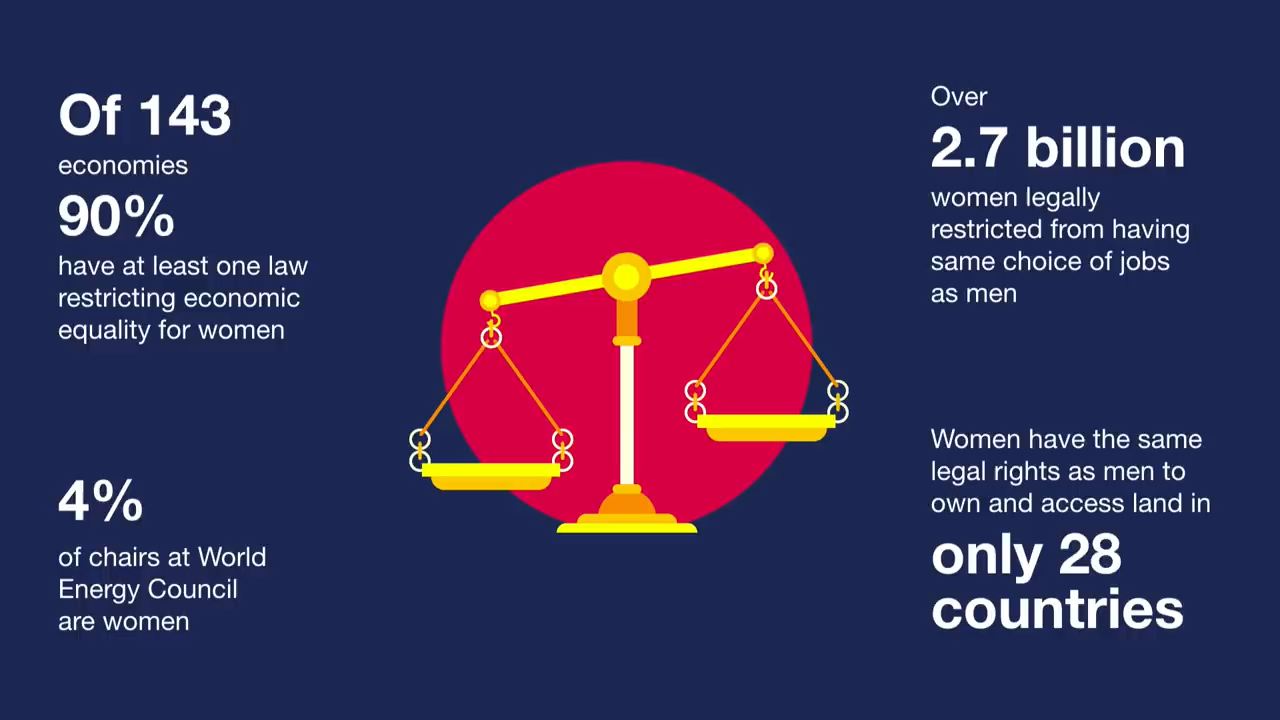 Of 143
economies
90%
have at least one law
restricting economic
equality for women
4%
of chairs at World
Energy Council
are women
Over
2.7 billion
women legally
restricted from having
same choice of jobs
as men
Women have the same
legal rights as men to
own and access land in
only 28
countries